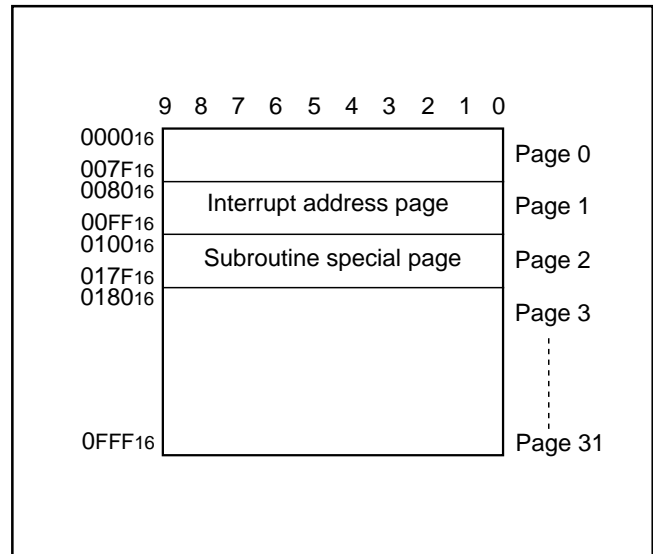 9 8 7 6 5 4 3 2 1 0
000016
Page 0
007F16
008016
Interrupt address page
Page 1
00FF16
010016
Subroutine special page
Page 2
017F16
018016
Page 3
0FFF16
Page 31